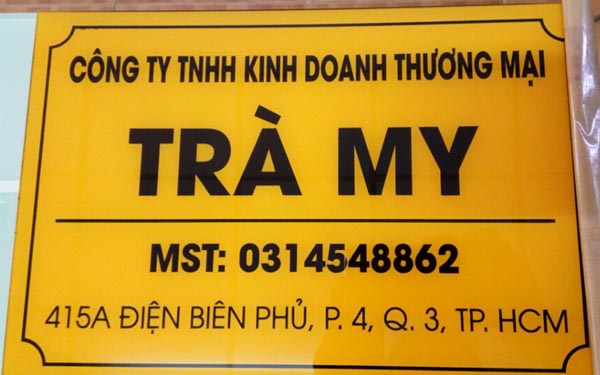 CÔNG TY TNHH KINH DOANH THƯƠNG MẠI
TRÀ MY
MST: 0314548862
415A ĐIỆN BIÊN PHỦ, P. 4, Q. 3, TP. HCM